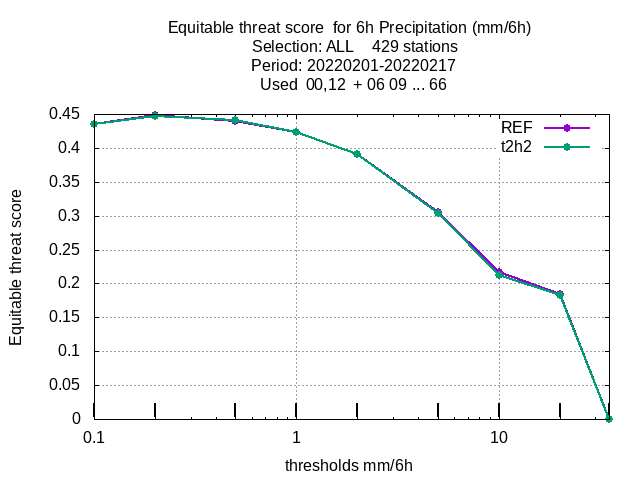 Equitable threat score  for 6h Precipitation (mm/6h)
Selection: ALL    429 stations
Period: 20220201-20220217
Used  00,12  + 06 09 ... 66
REF
t2h2
Equitable threat score
0.45
0.4
0.35
0.3
0.25
0.2
0.15
0.1
0.05
0
0.1 1 10
thresholds mm/6h